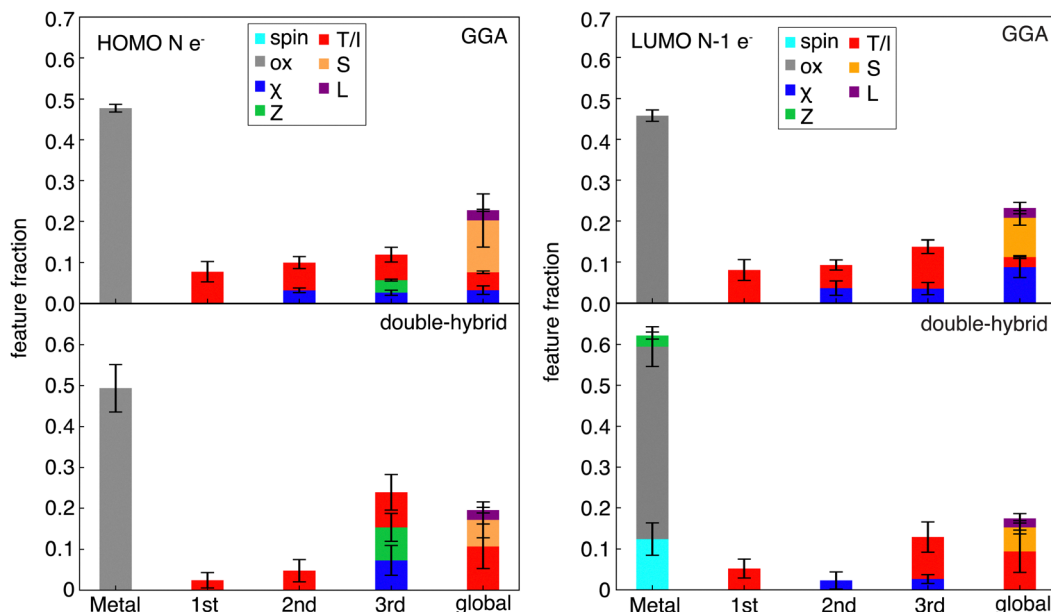 HOMO N e⁻
GGA
spin
ox
χ
Z
T/I
S
L
0.7
0.6
0.5
0.4
0.3
0.2
0.1
0.0
feature fraction
double-hybrid
0.6
0.5
0.4
0.3
0.2
0.1
0
Metal 1st 2nd 3rd global
LUMO N-1 e⁻
GGA
spin
ox
χ
Z
T/I
S
L
0.7
0.6
0.5
0.4
0.3
0.2
0.1
0.0
feature fraction
double-hybrid
0.6
0.5
0.4
0.3
0.2
0.1
0
Metal 1st 2nd 3rd global